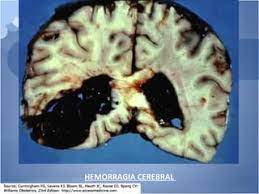 HEMORRAGIA CEREBRAL
Source: Cunningham FG, Leveno KJ, Bloom SL, Hauth JC, Rouse DJ, Spong CY:
Williams Obstetrics, 23rd Edition: http://www.accessmedicine.com